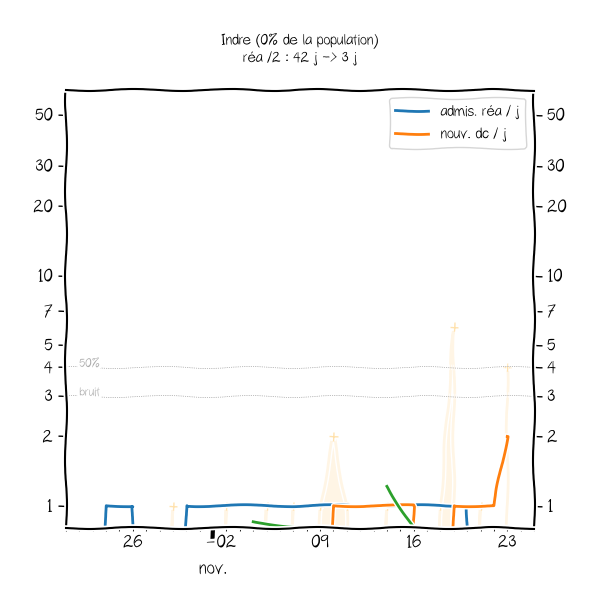 Indre (0% de la population)
réa /2 : 42 j -> 3 j
admis. réa / j
nouv. dc / j
50 50
30 30
20 20
10 10
7 7
5 5
50%
4 4
bruit
3 3
2 2
1 1
26 02 09 16 23
nov.